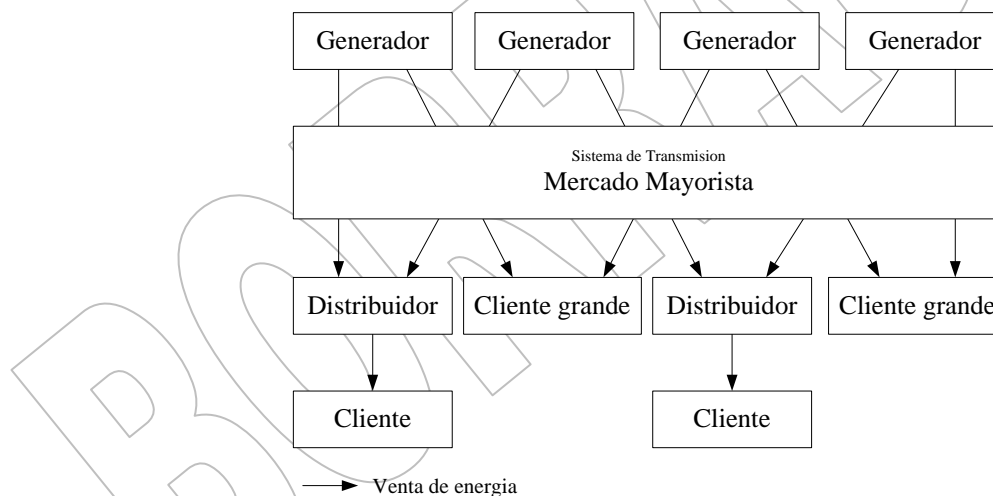 Generador Generador Generador Generador
Sistema de Transmision
Mercado Mayorista
Distribuidor Cliente grande Distribuidor Cliente grande
Cliente Cliente
Venta de energia